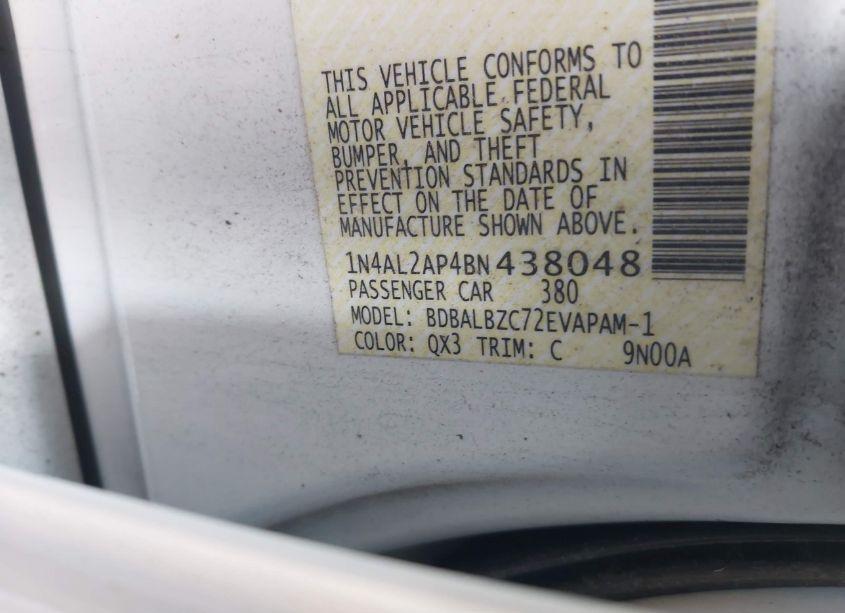 THIS VEHICLE CONFORMS TO
ALL APPLICABLE FEDERAL
MOTOR VEHICLE SAFETY,
BUMPER, AND THEFT
PREVENTION STANDARDS IN
EFFECT ON THE DATE OF
MANUFACTURE SHOWN ABOVE.
1N4AL2AP4BN438048
PASSENGER CAR 380
MODEL: BDBALBZC72EVAPAM-1
COLOR: QX3 TRIM: C 9N00A